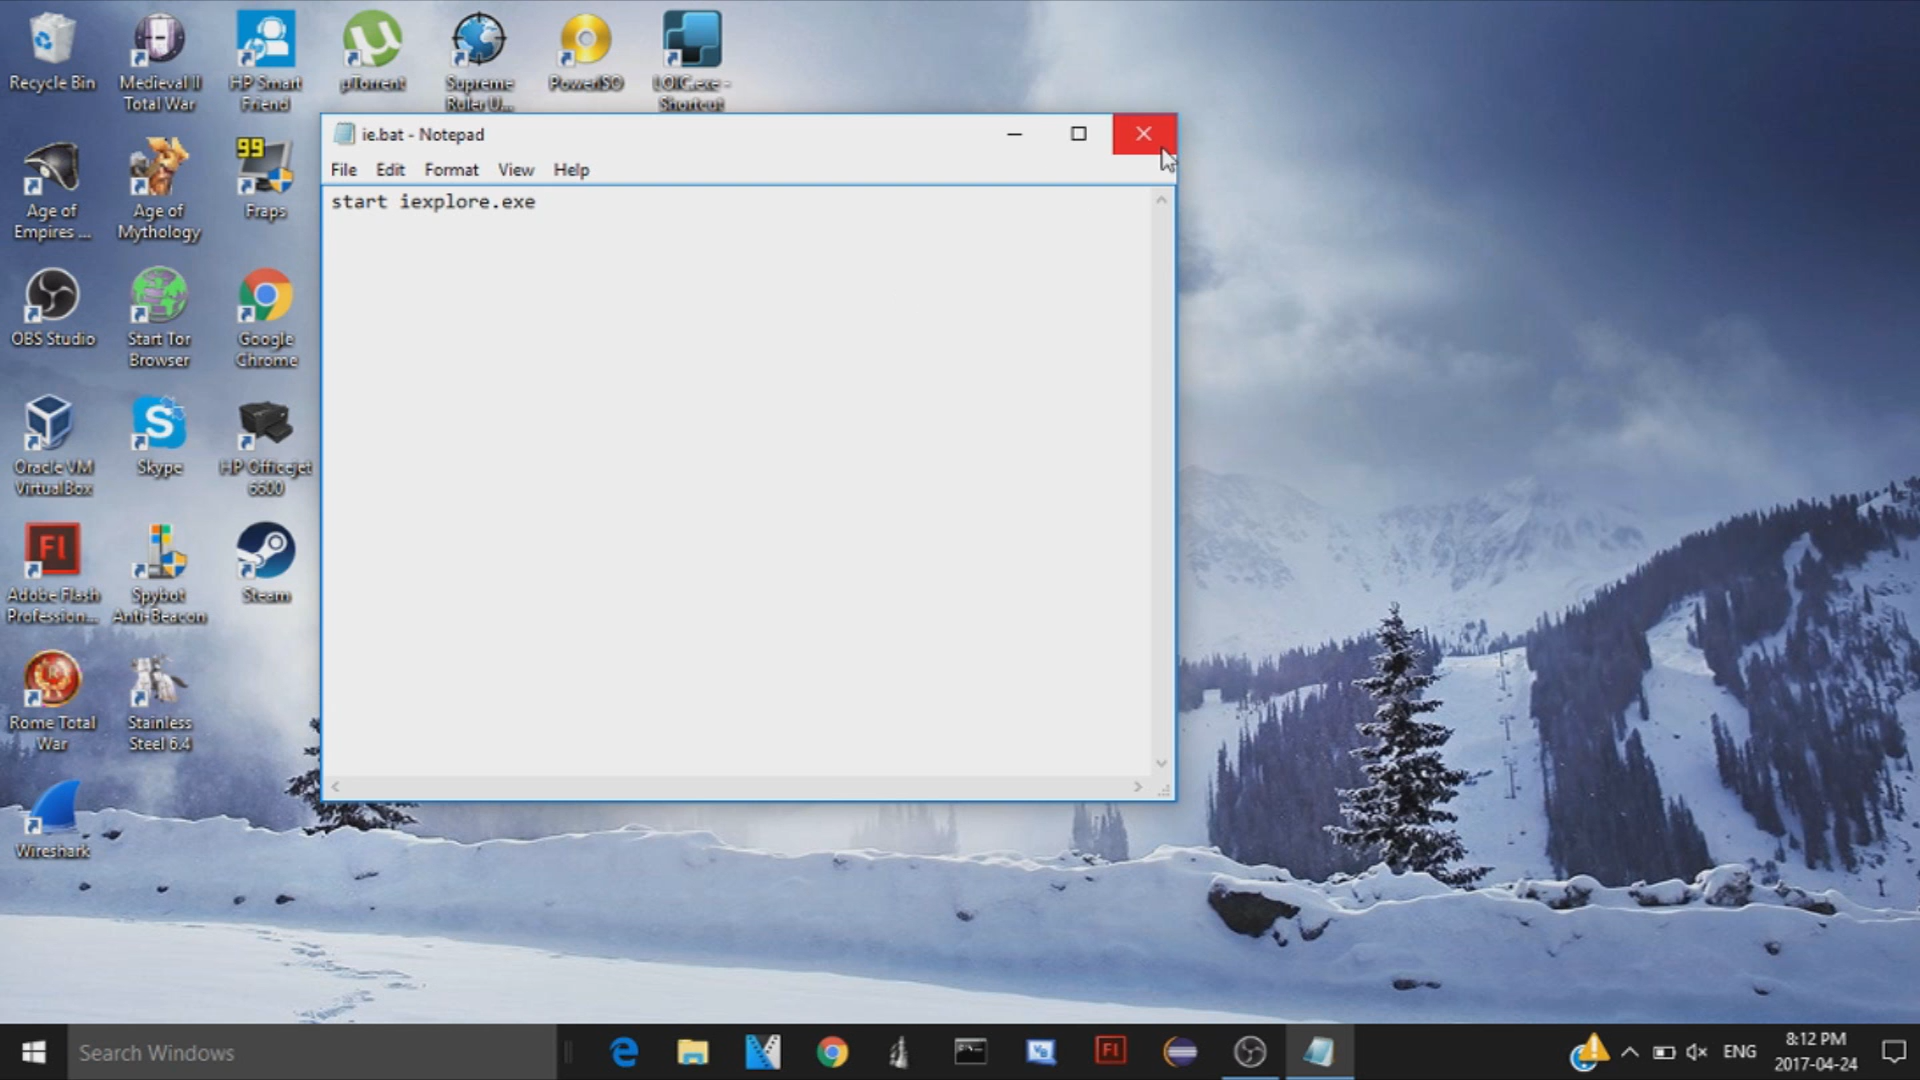 Recycle Bin
Medieval II
Total War
HP Smart
Friend
µTorrent
Supreme
Ruler U...
PowerISO
LOIC.exe -
Shortcut
ie.bat - Notepad
File Edit Format View Help
start iexplore.exe
Age of
Empires ...
Age of
Mythology
99
Fraps
OBS Studio
Start Tor
Browser
Google
Chrome
Oracle VM
VirtualBox
Skype
HP Officejet
6600
Fl
Adobe Flash
Profession...
Spybot
Anti-Beacon
Steam
Rome Total
War
Stainless
Steel 6.4
Wireshark
Search Windows
Fl
ENG
8:12 PM
2017-04-24